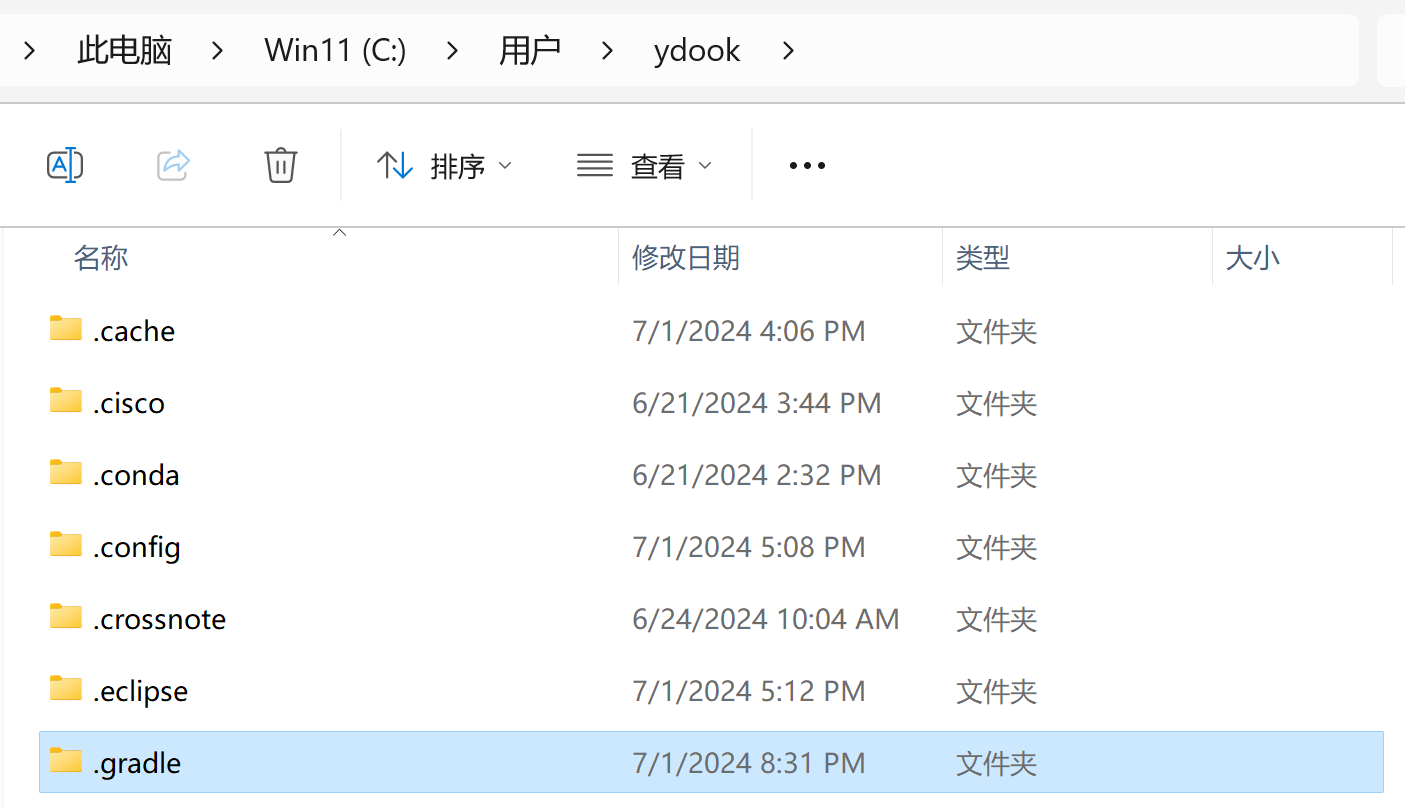 此电脑 Win11 (C:) 用户 ydook
A 排序 查看
名称 修改日期 类型 大小
.cache 7/1/2024 4:06 PM 文件夹
.cisco 6/21/2024 3:44 PM 文件夹
.conda 6/21/2024 2:32 PM 文件夹
.config 7/1/2024 5:08 PM 文件夹
.crossnote 6/24/2024 10:04 AM 文件夹
.eclipse 7/1/2024 5:12 PM 文件夹
.gradle 7/1/2024 8:31 PM 文件夹